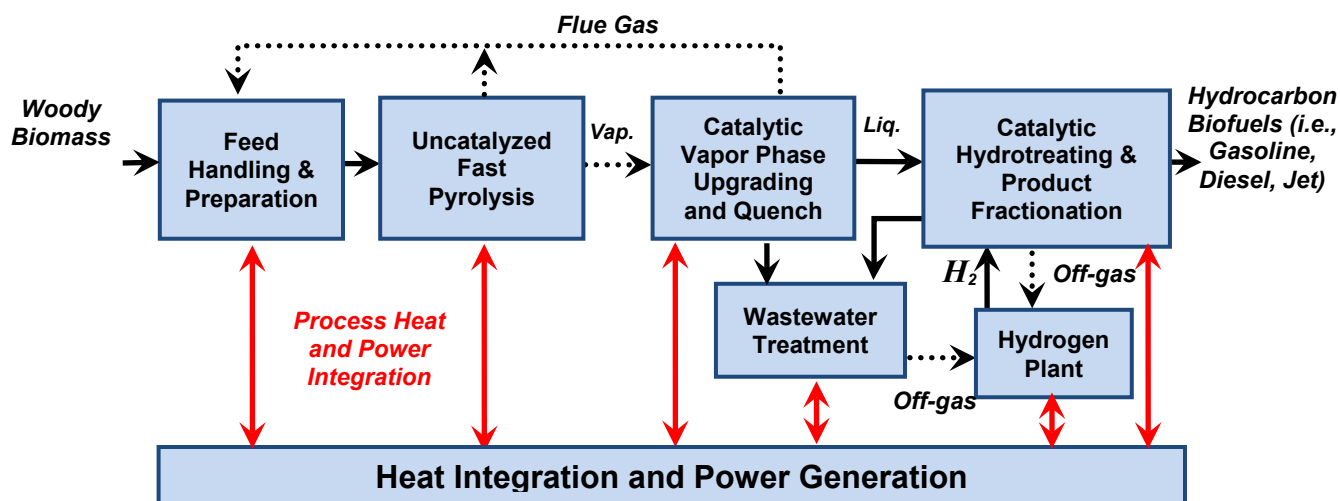 Flue Gas
Woody
Biomass
Feed
Handling &
Preparation
Uncatalyzed
Fast
Pyrolysis
Vap.
Catalytic
Vapor Phase
Upgrading
and Quench
Liq.
Catalytic
Hydrotreating &
Product
Fractionation
Hydrocarbon
Biofuels (i.e.,
Gasoline,
Diesel, Jet)
Process Heat
and Power
Integration
Wastewater
Treatment
H2
Off-gas
Hydrogen
Plant
Off-gas
Heat Integration and Power Generation